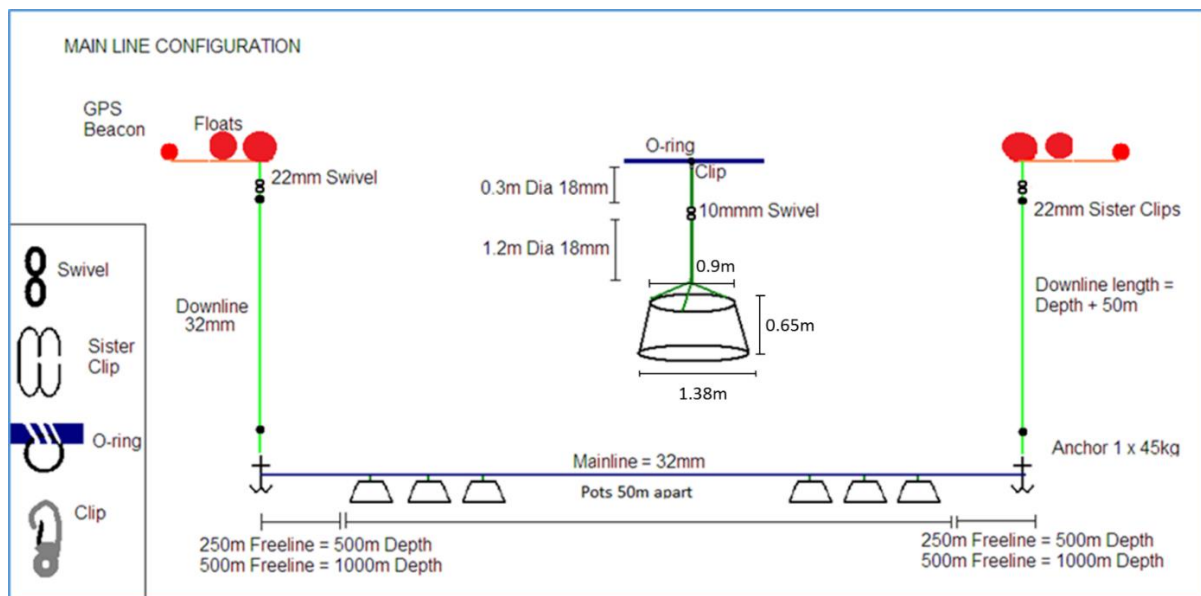 MAIN LINE CONFIGURATION
GPS
Beacon
Floats
22mm Swivel
O-ring
Clip
0.3m Dia 18mm
10mmm Swivel
1.2m Dia 18mm
0.9m
0.65m
1.38m
22mm Sister Clips
Downline
32mm
Downline length =
Depth + 50m
Swivel
Sister
Clip
O-ring
Clip
Mainline = 32mm
Pots 50m apart
Anchor 1 x 45kg
250m Freeline = 500m Depth
500m Freeline = 1000m Depth
250m Freeline = 500m Depth
500m Freeline = 1000m Depth